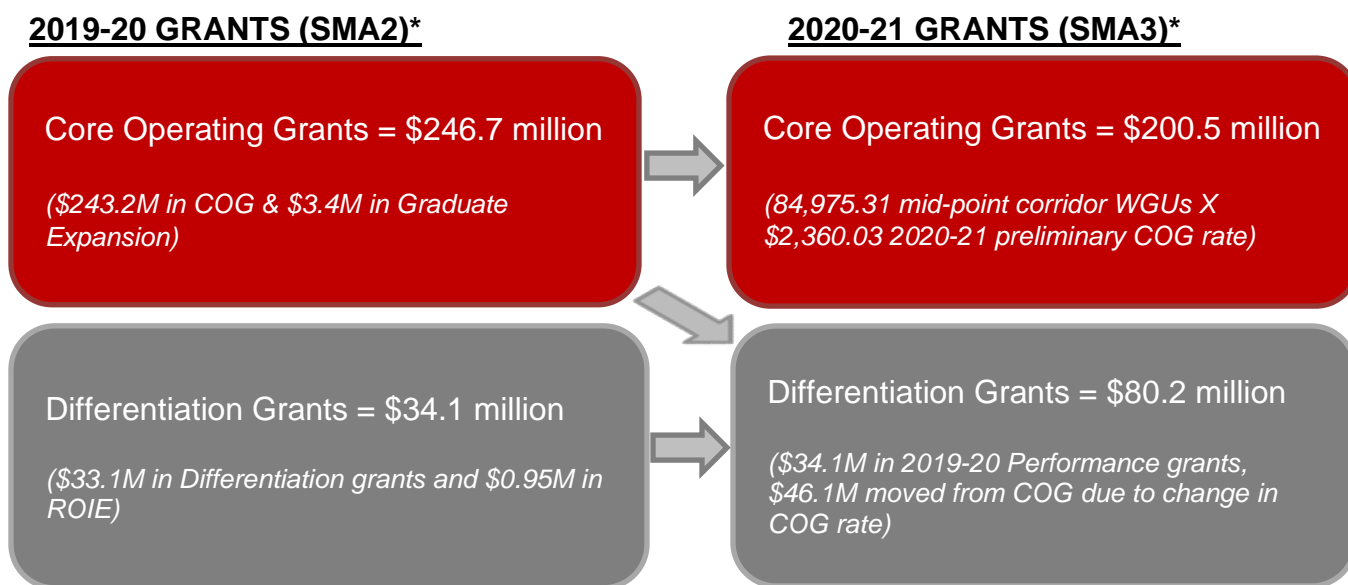 2019-20 GRANTS (SMA2)*
2020-21 GRANTS (SMA3)*
Core Operating Grants = $246.7 million
($243.2M in COG & $3.4M in Graduate
Expansion)
Core Operating Grants = $200.5 million
(84,975.31 mid-point corridor WGUs X
$2,360.03 2020-21 preliminary COG rate)
Differentiation Grants = $34.1 million
($33.1M in Differentiation grants and $0.95M in
ROIE)
Differentiation Grants = $80.2 million
($34.1M in 2019-20 Performance grants,
$46.1M moved from COG due to change in
COG rate)